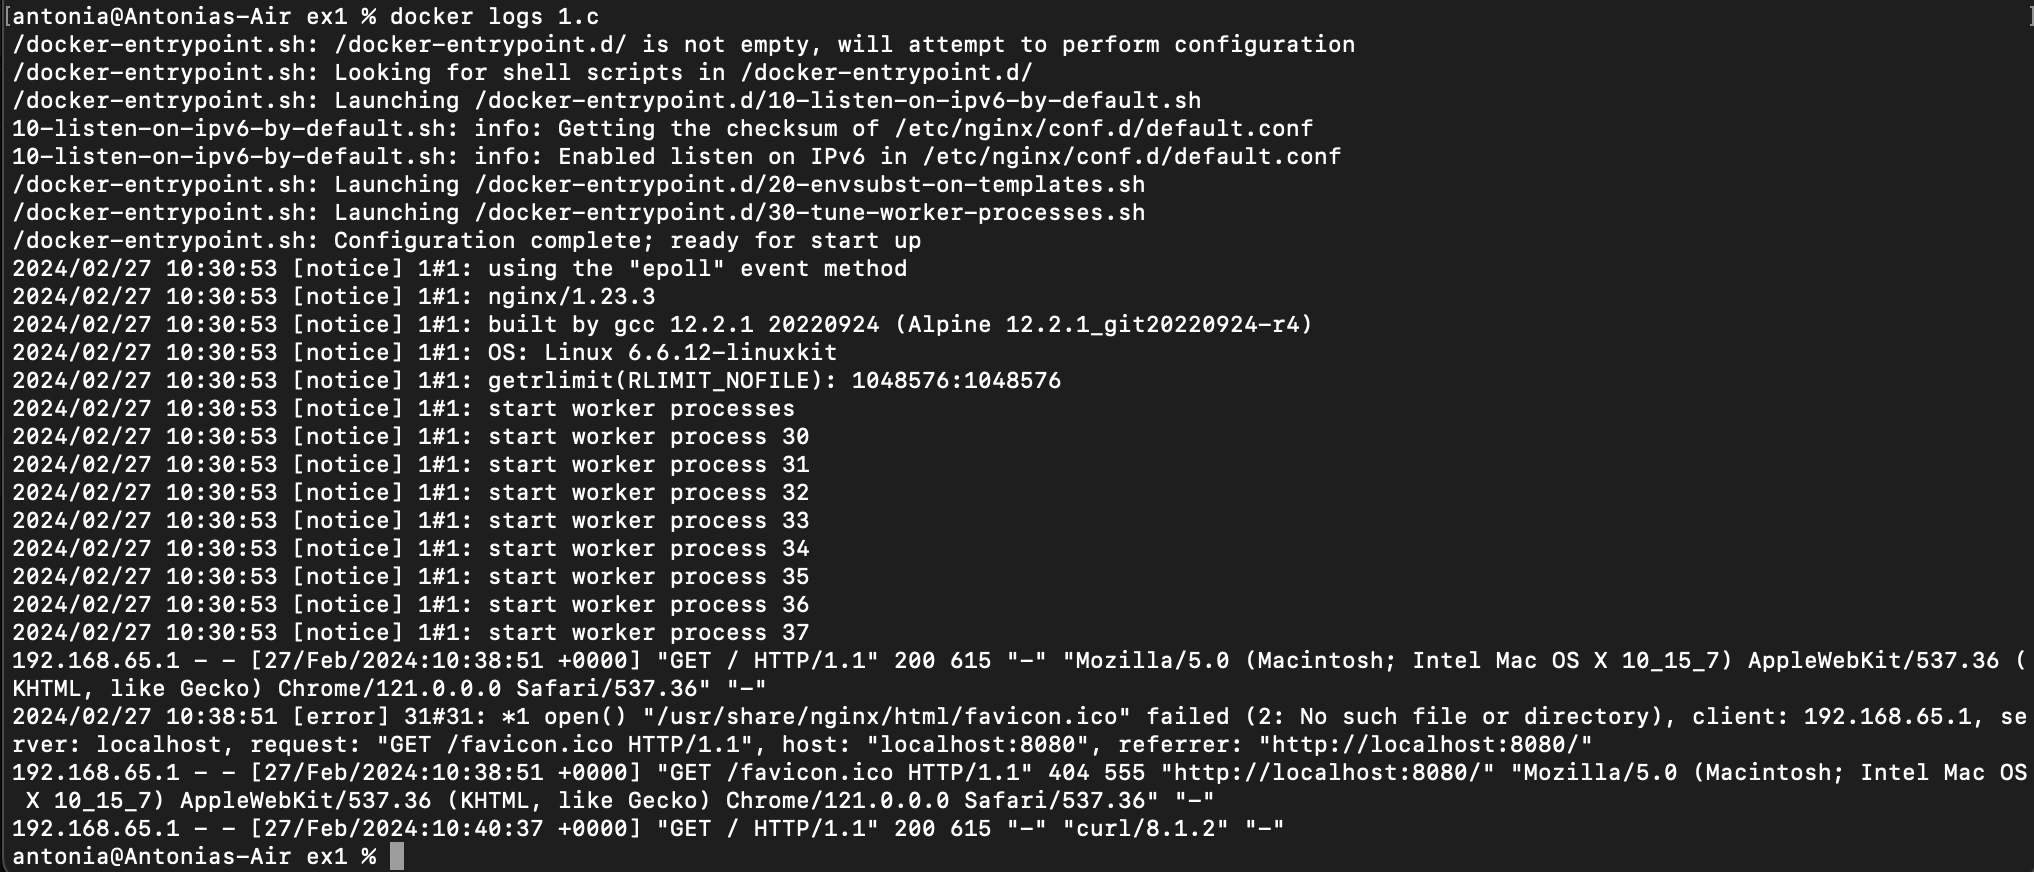 [antonia@Antonias-Air ex1 % docker logs 1.c ]
/docker-entrypoint.sh: /docker-entrypoint.d/ is not empty, will attempt to perform configuration
/docker-entrypoint.sh: Looking for shell scripts in /docker-entrypoint.d/
/docker-entrypoint.sh: Launching /docker-entrypoint.d/10-listen-on-ipv6-by-default.sh
10-listen-on-ipv6-by-default.sh: info: Getting the checksum of /etc/nginx/conf.d/default.conf
10-listen-on-ipv6-by-default.sh: info: Enabled listen on IPv6 in /etc/nginx/conf.d/default.conf
/docker-entrypoint.sh: Launching /docker-entrypoint.d/20-envsubst-on-templates.sh
/docker-entrypoint.sh: Launching /docker-entrypoint.d/30-tune-worker-processes.sh
/docker-entrypoint.sh: Configuration complete; ready for start up
2024/02/27 10:30:53 [notice] 1#1: using the "epoll" event method
2024/02/27 10:30:53 [notice] 1#1: nginx/1.23.3
2024/02/27 10:30:53 [notice] 1#1: built by gcc 12.2.1 20220924 (Alpine 12.2.1_git20220924-r4)
2024/02/27 10:30:53 [notice] 1#1: OS: Linux 6.6.12-linuxkit
2024/02/27 10:30:53 [notice] 1#1: getrlimit(RLIMIT_NOFILE): 1048576:1048576
2024/02/27 10:30:53 [notice] 1#1: start worker processes
2024/02/27 10:30:53 [notice] 1#1: start worker process 30
2024/02/27 10:30:53 [notice] 1#1: start worker process 31
2024/02/27 10:30:53 [notice] 1#1: start worker process 32
2024/02/27 10:30:53 [notice] 1#1: start worker process 33
2024/02/27 10:30:53 [notice] 1#1: start worker process 34
2024/02/27 10:30:53 [notice] 1#1: start worker process 35
2024/02/27 10:30:53 [notice] 1#1: start worker process 36
2024/02/27 10:30:53 [notice] 1#1: start worker process 37
192.168.65.1 - - [27/Feb/2024:10:38:51 +0000] "GET / HTTP/1.1" 200 615 "-" "Mozilla/5.0 (Macintosh; Intel Mac OS X 10_15_7) AppleWebKit/537.36 (
KHTML, like Gecko) Chrome/121.0.0.0 Safari/537.36" "-"
2024/02/27 10:38:51 [error] 31#31: *1 open() "/usr/share/nginx/html/favicon.ico" failed (2: No such file or directory), client: 192.168.65.1, se
rver: localhost, request: "GET /favicon.ico HTTP/1.1", host: "localhost:8080", referrer: "http://localhost:8080/"
192.168.65.1 - - [27/Feb/2024:10:38:51 +0000] "GET /favicon.ico HTTP/1.1" 404 555 "http://localhost:8080/" "Mozilla/5.0 (Macintosh; Intel Mac OS
 X 10_15_7) AppleWebKit/537.36 (KHTML, like Gecko) Chrome/121.0.0.0 Safari/537.36" "-"
192.168.65.1 - - [27/Feb/2024:10:40:37 +0000] "GET / HTTP/1.1" 200 615 "-" "curl/8.1.2" "-"
antonia@Antonias-Air ex1 %